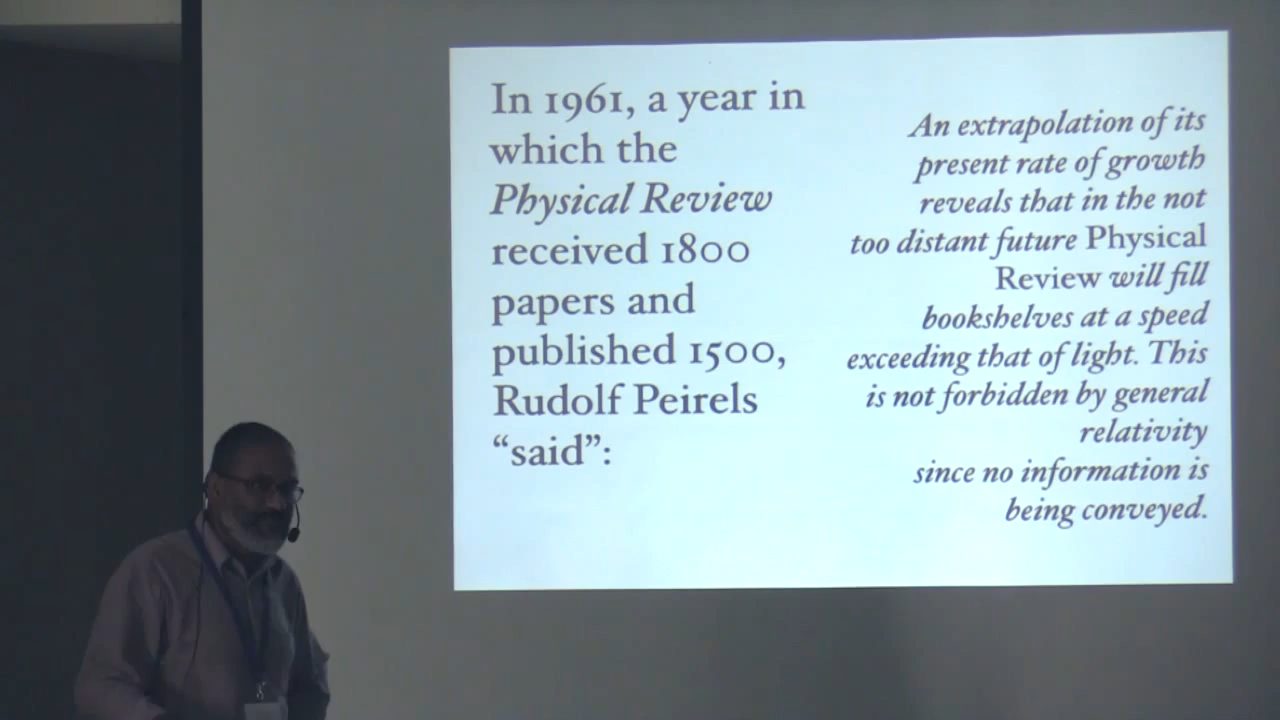 In 1961, a year in
which the
Physical Review
received 1800
papers and
published 1500,
Rudolf Peirels
“said”:
An extrapolation of its
present rate of growth
reveals that in the not
too distant future Physical
Review will fill
bookshelves at a speed
exceeding that of light. This
is not forbidden by general
relativity
since no information is
being conveyed.